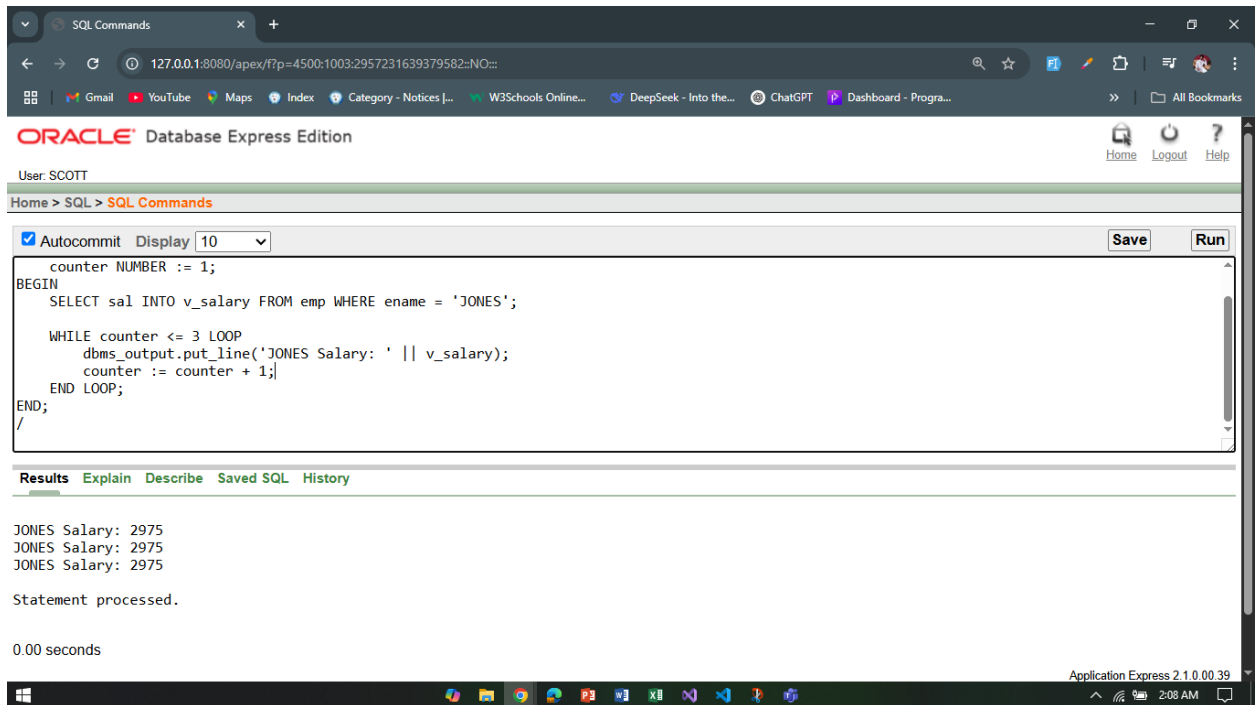 SQL Commands
127.0.0.1:8080/apex/f?p=4500:1003:2957231639379582::NO:::
Gmail YouTube Maps Index Category - Notices |... W3Schools Online... DeepSeek - Into the... ChatGPT Dashboard - Progra... » All Bookmarks
ORACLE Database Express Edition
Home Logout Help
User: SCOTT
Home > SQL > SQL Commands
Autocommit Display 10 Save Run
counter NUMBER := 1;
BEGIN
SELECT sal INTO v_salary FROM emp WHERE ename = 'JONES';
WHILE counter <= 3 LOOP
dbms_output.put_line('JONES Salary: ' || v_salary);
counter := counter + 1;
END LOOP;
END;
/
Results Explain Describe Saved SQL History
JONES Salary: 2975
JONES Salary: 2975
JONES Salary: 2975
Statement processed.
0.00 seconds
Application Express 2.1.0.00.39
2:08 AM